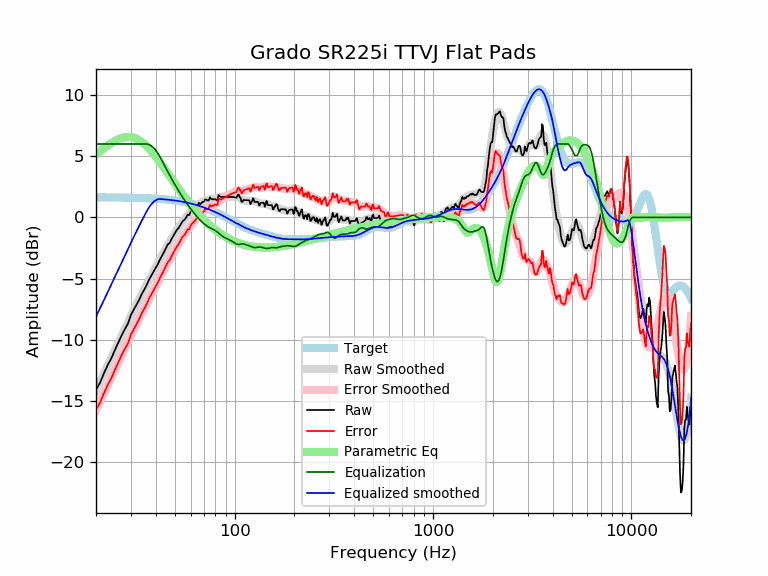 Grado SR225i TTVJ Flat Pads
10
5
0
−5
−10
−15
−20
Amplitude (dBr)
Target
Raw Smoothed
Error Smoothed
Raw
Error
Parametric Eq
Equalization
Equalized smoothed
100
1000
10000
Frequency (Hz)